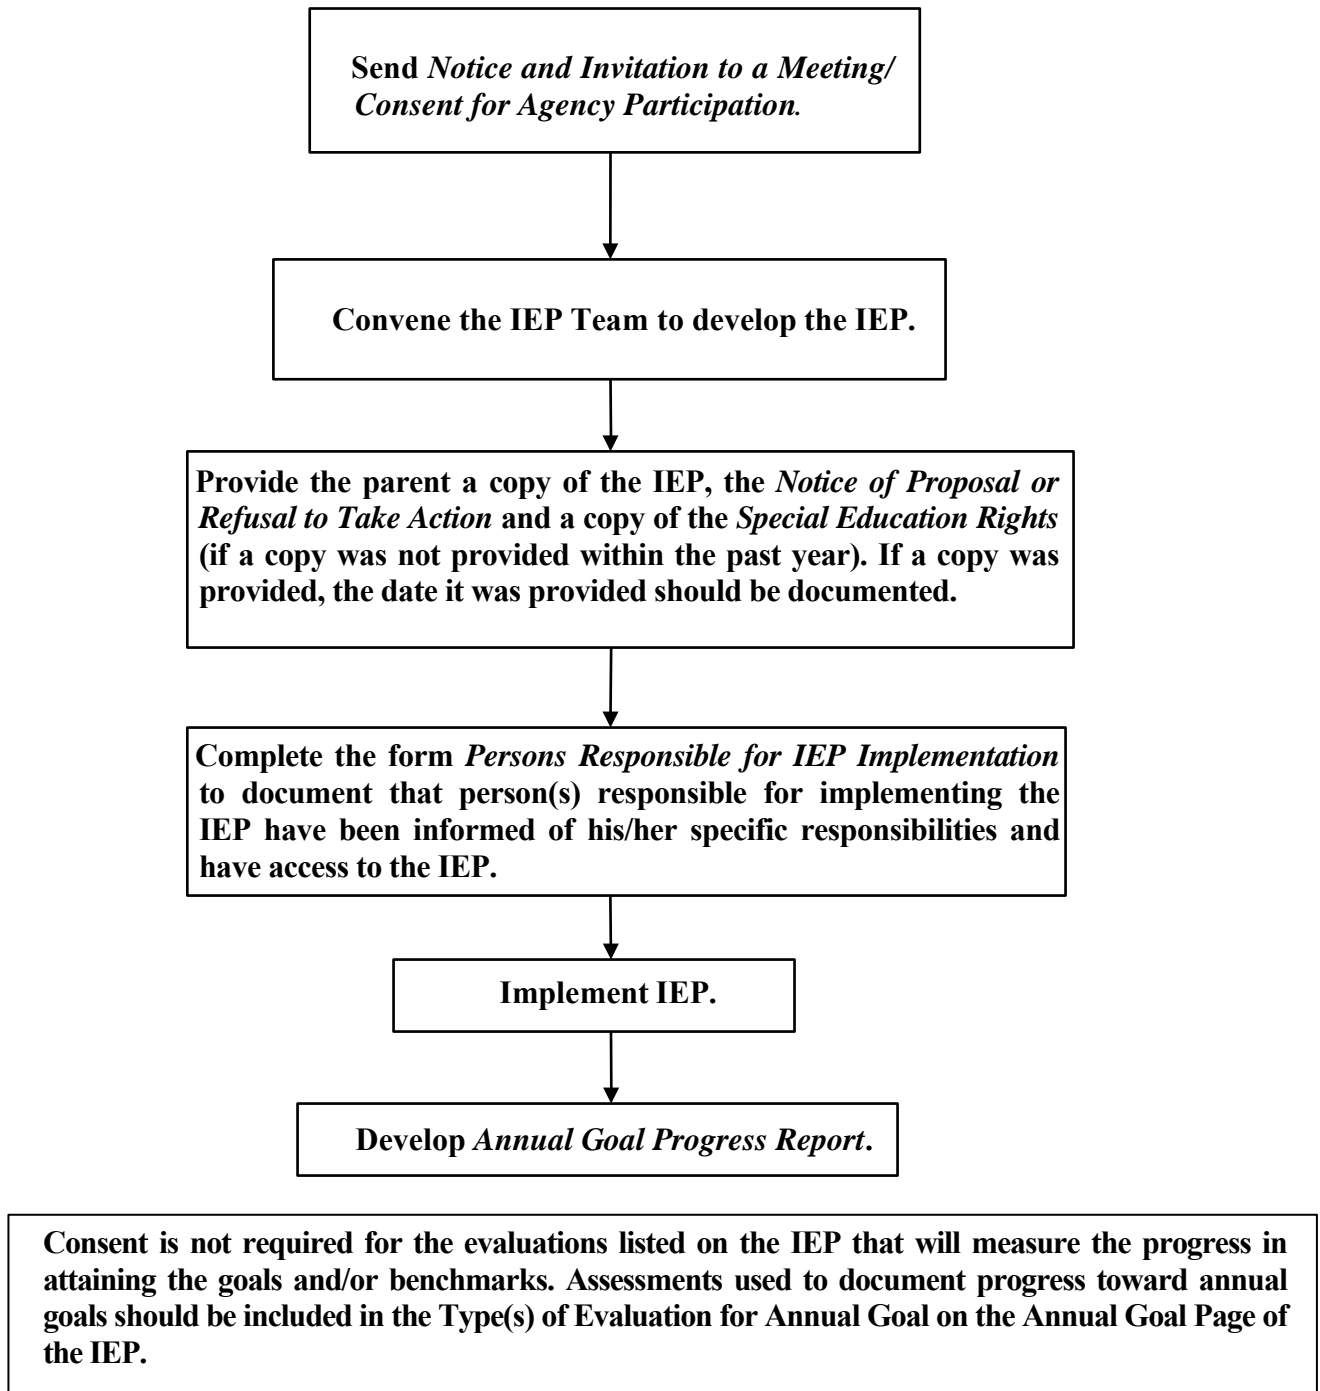 Send Notice and Invitation to a Meeting/
Consent for Agency Participation.
Convene the IEP Team to develop the IEP.
Provide the parent a copy of the IEP, the Notice of Proposal or
Refusal to Take Action and a copy of the Special Education Rights
(if a copy was not provided within the past year). If a copy was
provided, the date it was provided should be documented.
Complete the form Persons Responsible for IEP Implementation
to document that person(s) responsible for implementing the
IEP have been informed of his/her specific responsibilities and
have access to the IEP.
Implement IEP.
Develop Annual Goal Progress Report.
Consent is not required for the evaluations listed on the IEP that will measure the progress in
attaining the goals and/or benchmarks. Assessments used to document progress toward annual
goals should be included in the Type(s) of Evaluation for Annual Goal on the Annual Goal Page of
the IEP.